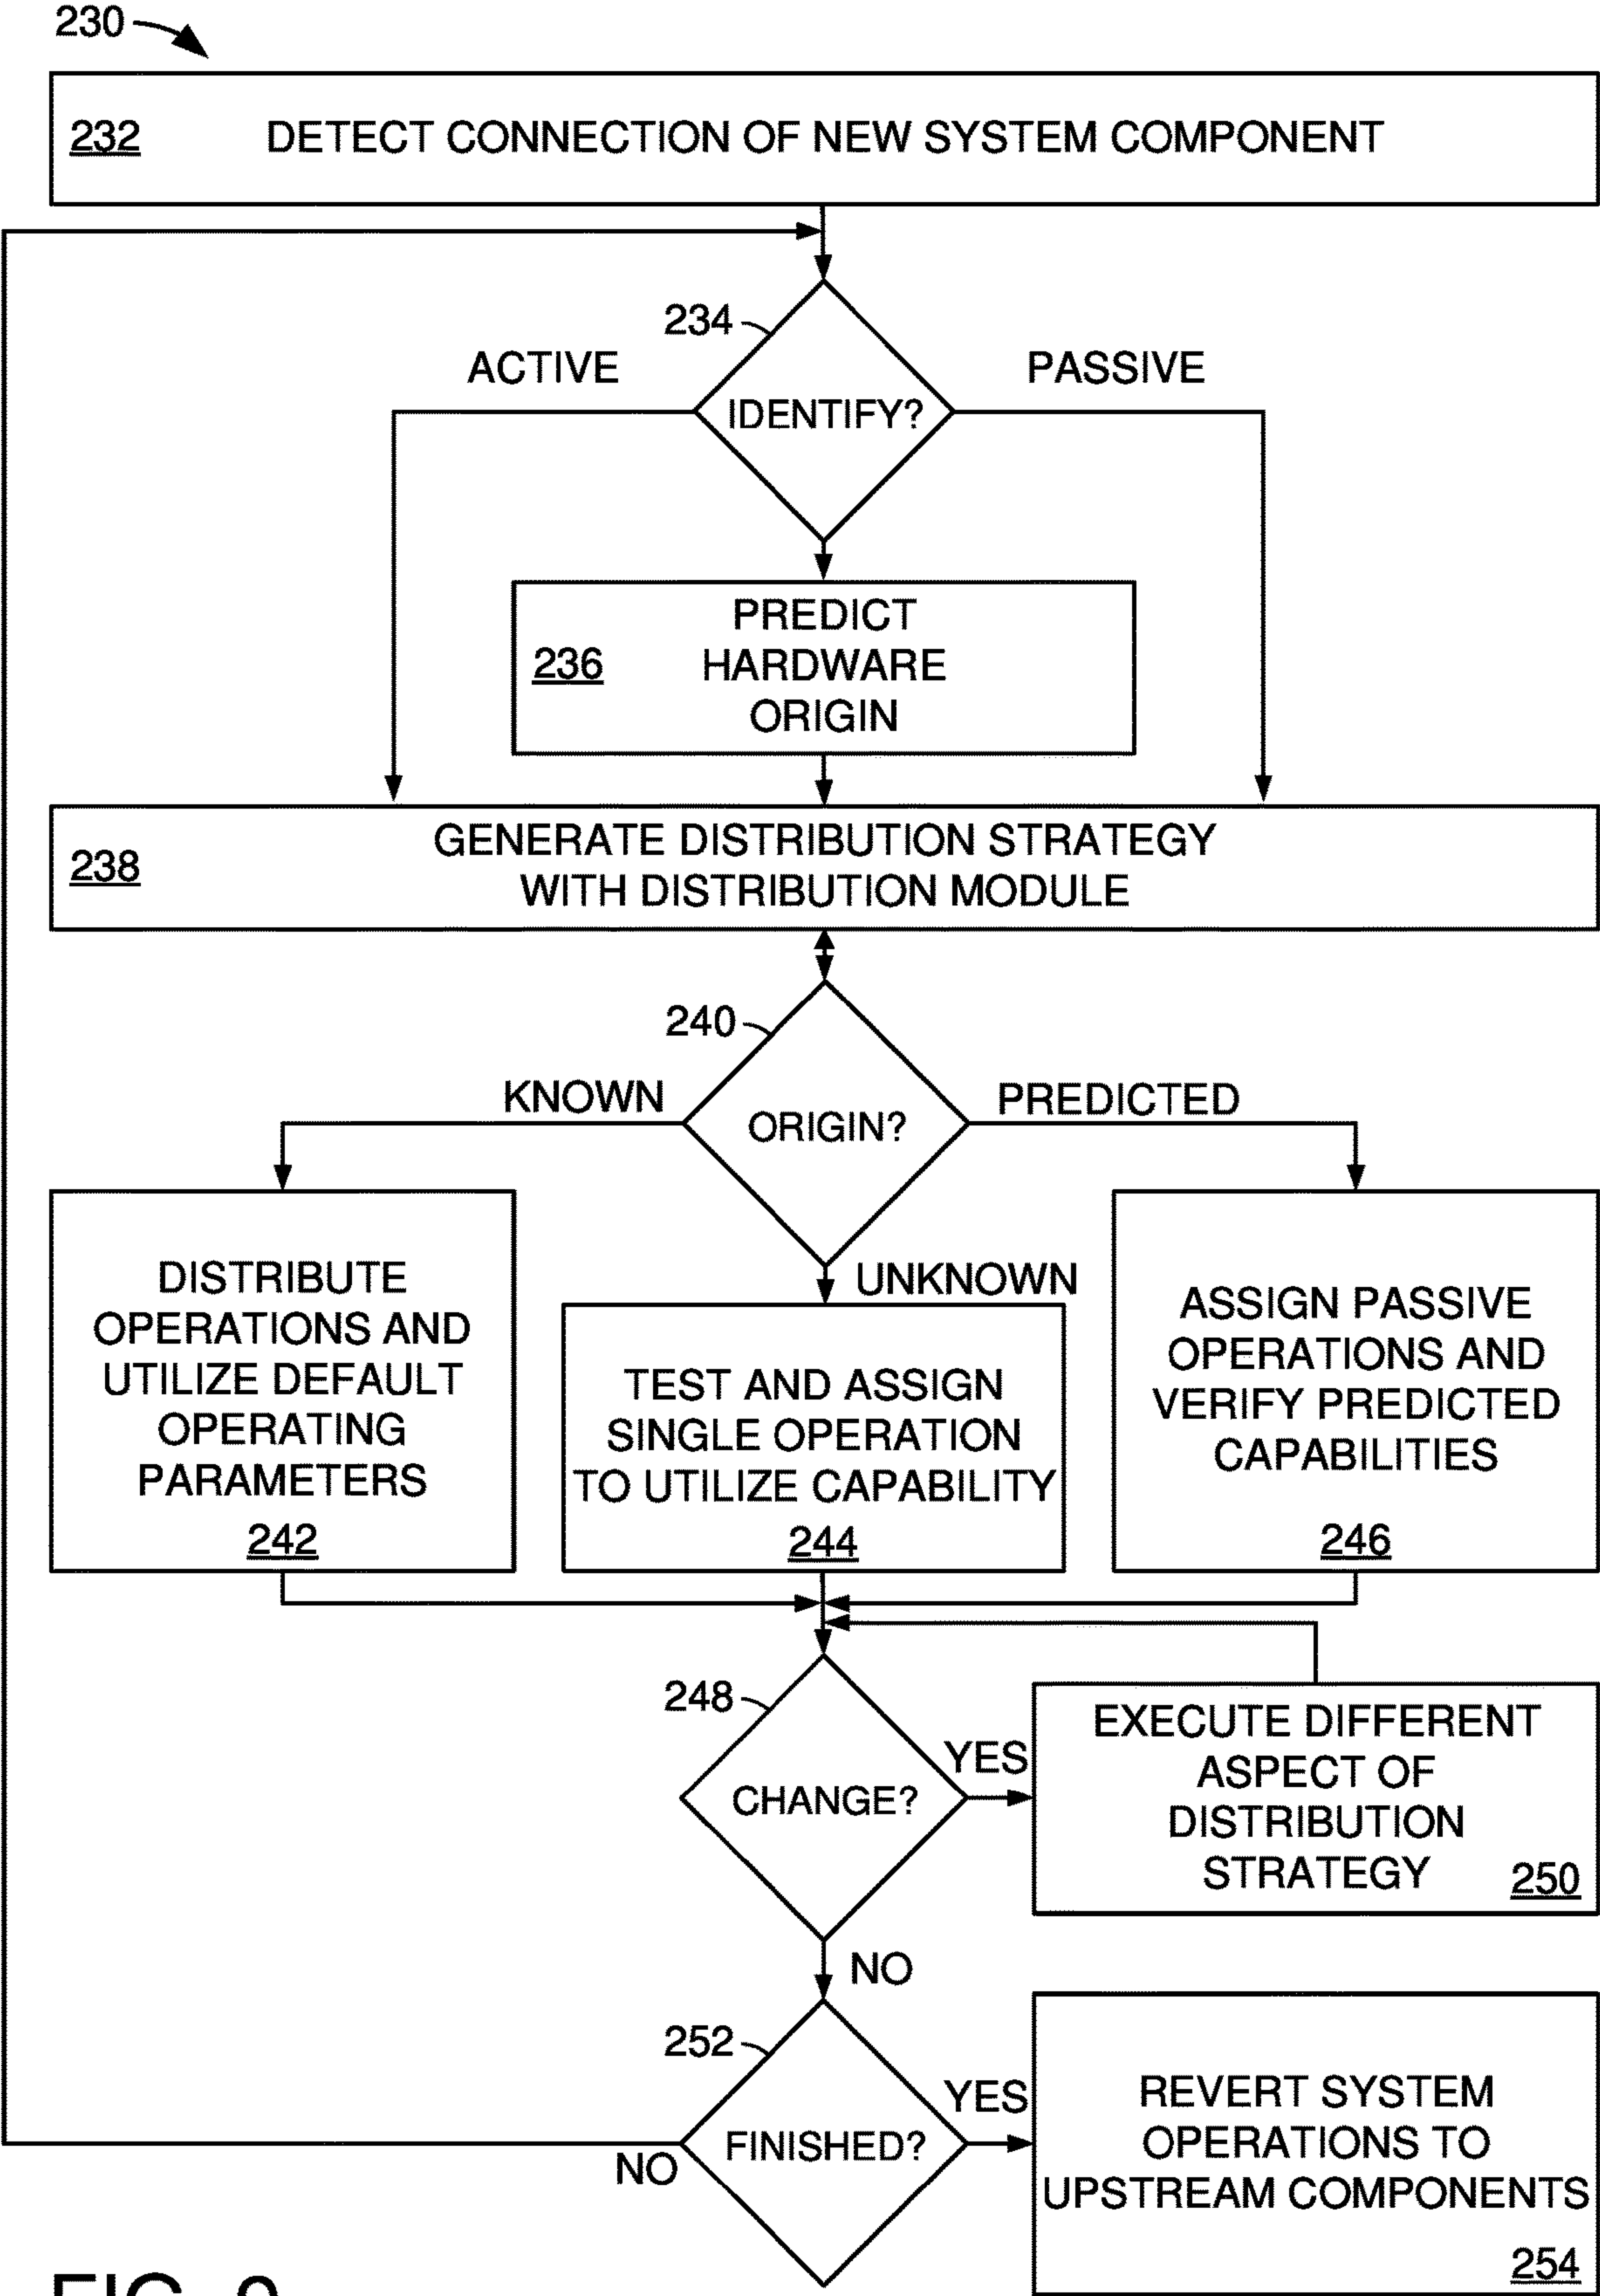 230
232 DETECT CONNECTION OF NEW SYSTEM COMPONENT
234
ACTIVE
PASSIVE
IDENTIFY?
PREDICT
236 HARDWARE
ORIGIN
GENERATE DISTRIBUTION STRATEGY
238
WITH DISTRIBUTION MODULE
240
KNOWN
PREDICTED
ORIGIN?
UNKNOWN
DISTRIBUTE
OPERATIONS AND
UTILIZE DEFAULT
OPERATING
PARAMETERS
242
TEST AND ASSIGN
SINGLE OPERATION
TO UTILIZE CAPABILITY
244
ASSIGN PASSIVE
OPERATIONS AND
VERIFY PREDICTED
CAPABILITIES
246
248
CHANGE?
YES
EXECUTE DIFFERENT
ASPECT OF
DISTRIBUTION
STRATEGY
250
NO
252
FINISHED?
YES
NO
REVERT SYSTEM
OPERATIONS TO
UPSTREAM COMPONENTS
254
FIG.